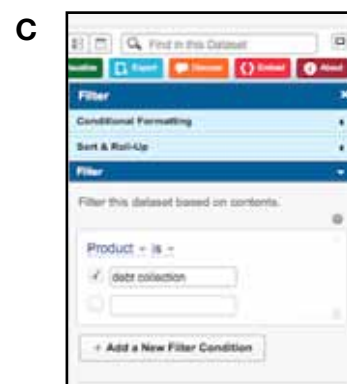 C
Find in this Dataset
Export Discuss Embed About
Filter
Conditional Formatting
Sort & Roll-Up
Filter
Filter this dataset based on contents.
Product is
debt collection
+ Add a New Filter Condition